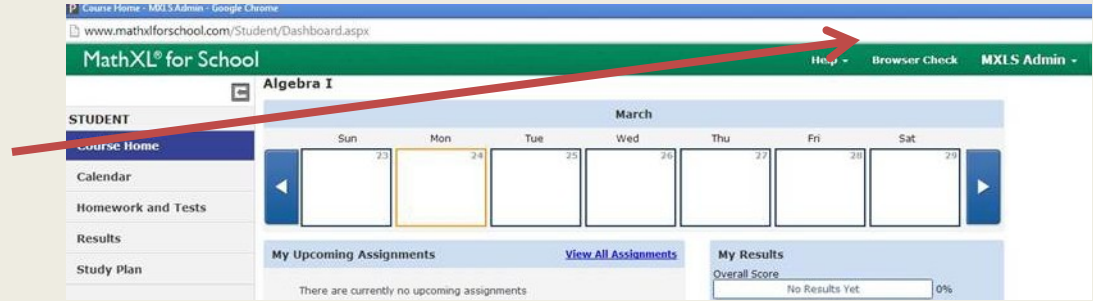 Course Home - MXLS Admin - Google Chrome
www.mathxlforschool.com/Student/Dashboard.aspx
MathXL® for School
Help
Browser Check
MXLS Admin
Algebra I
STUDENT
Course Home
Calendar
Homework and Tests
Results
Study Plan
March
Sun Mon Tue Wed Thu Fri Sat
23 24 25 26 27 28 29
My Upcoming Assignments
View All Assignments
There are currently no upcoming assignments
My Results
Overall Score
No Results Yet 0%